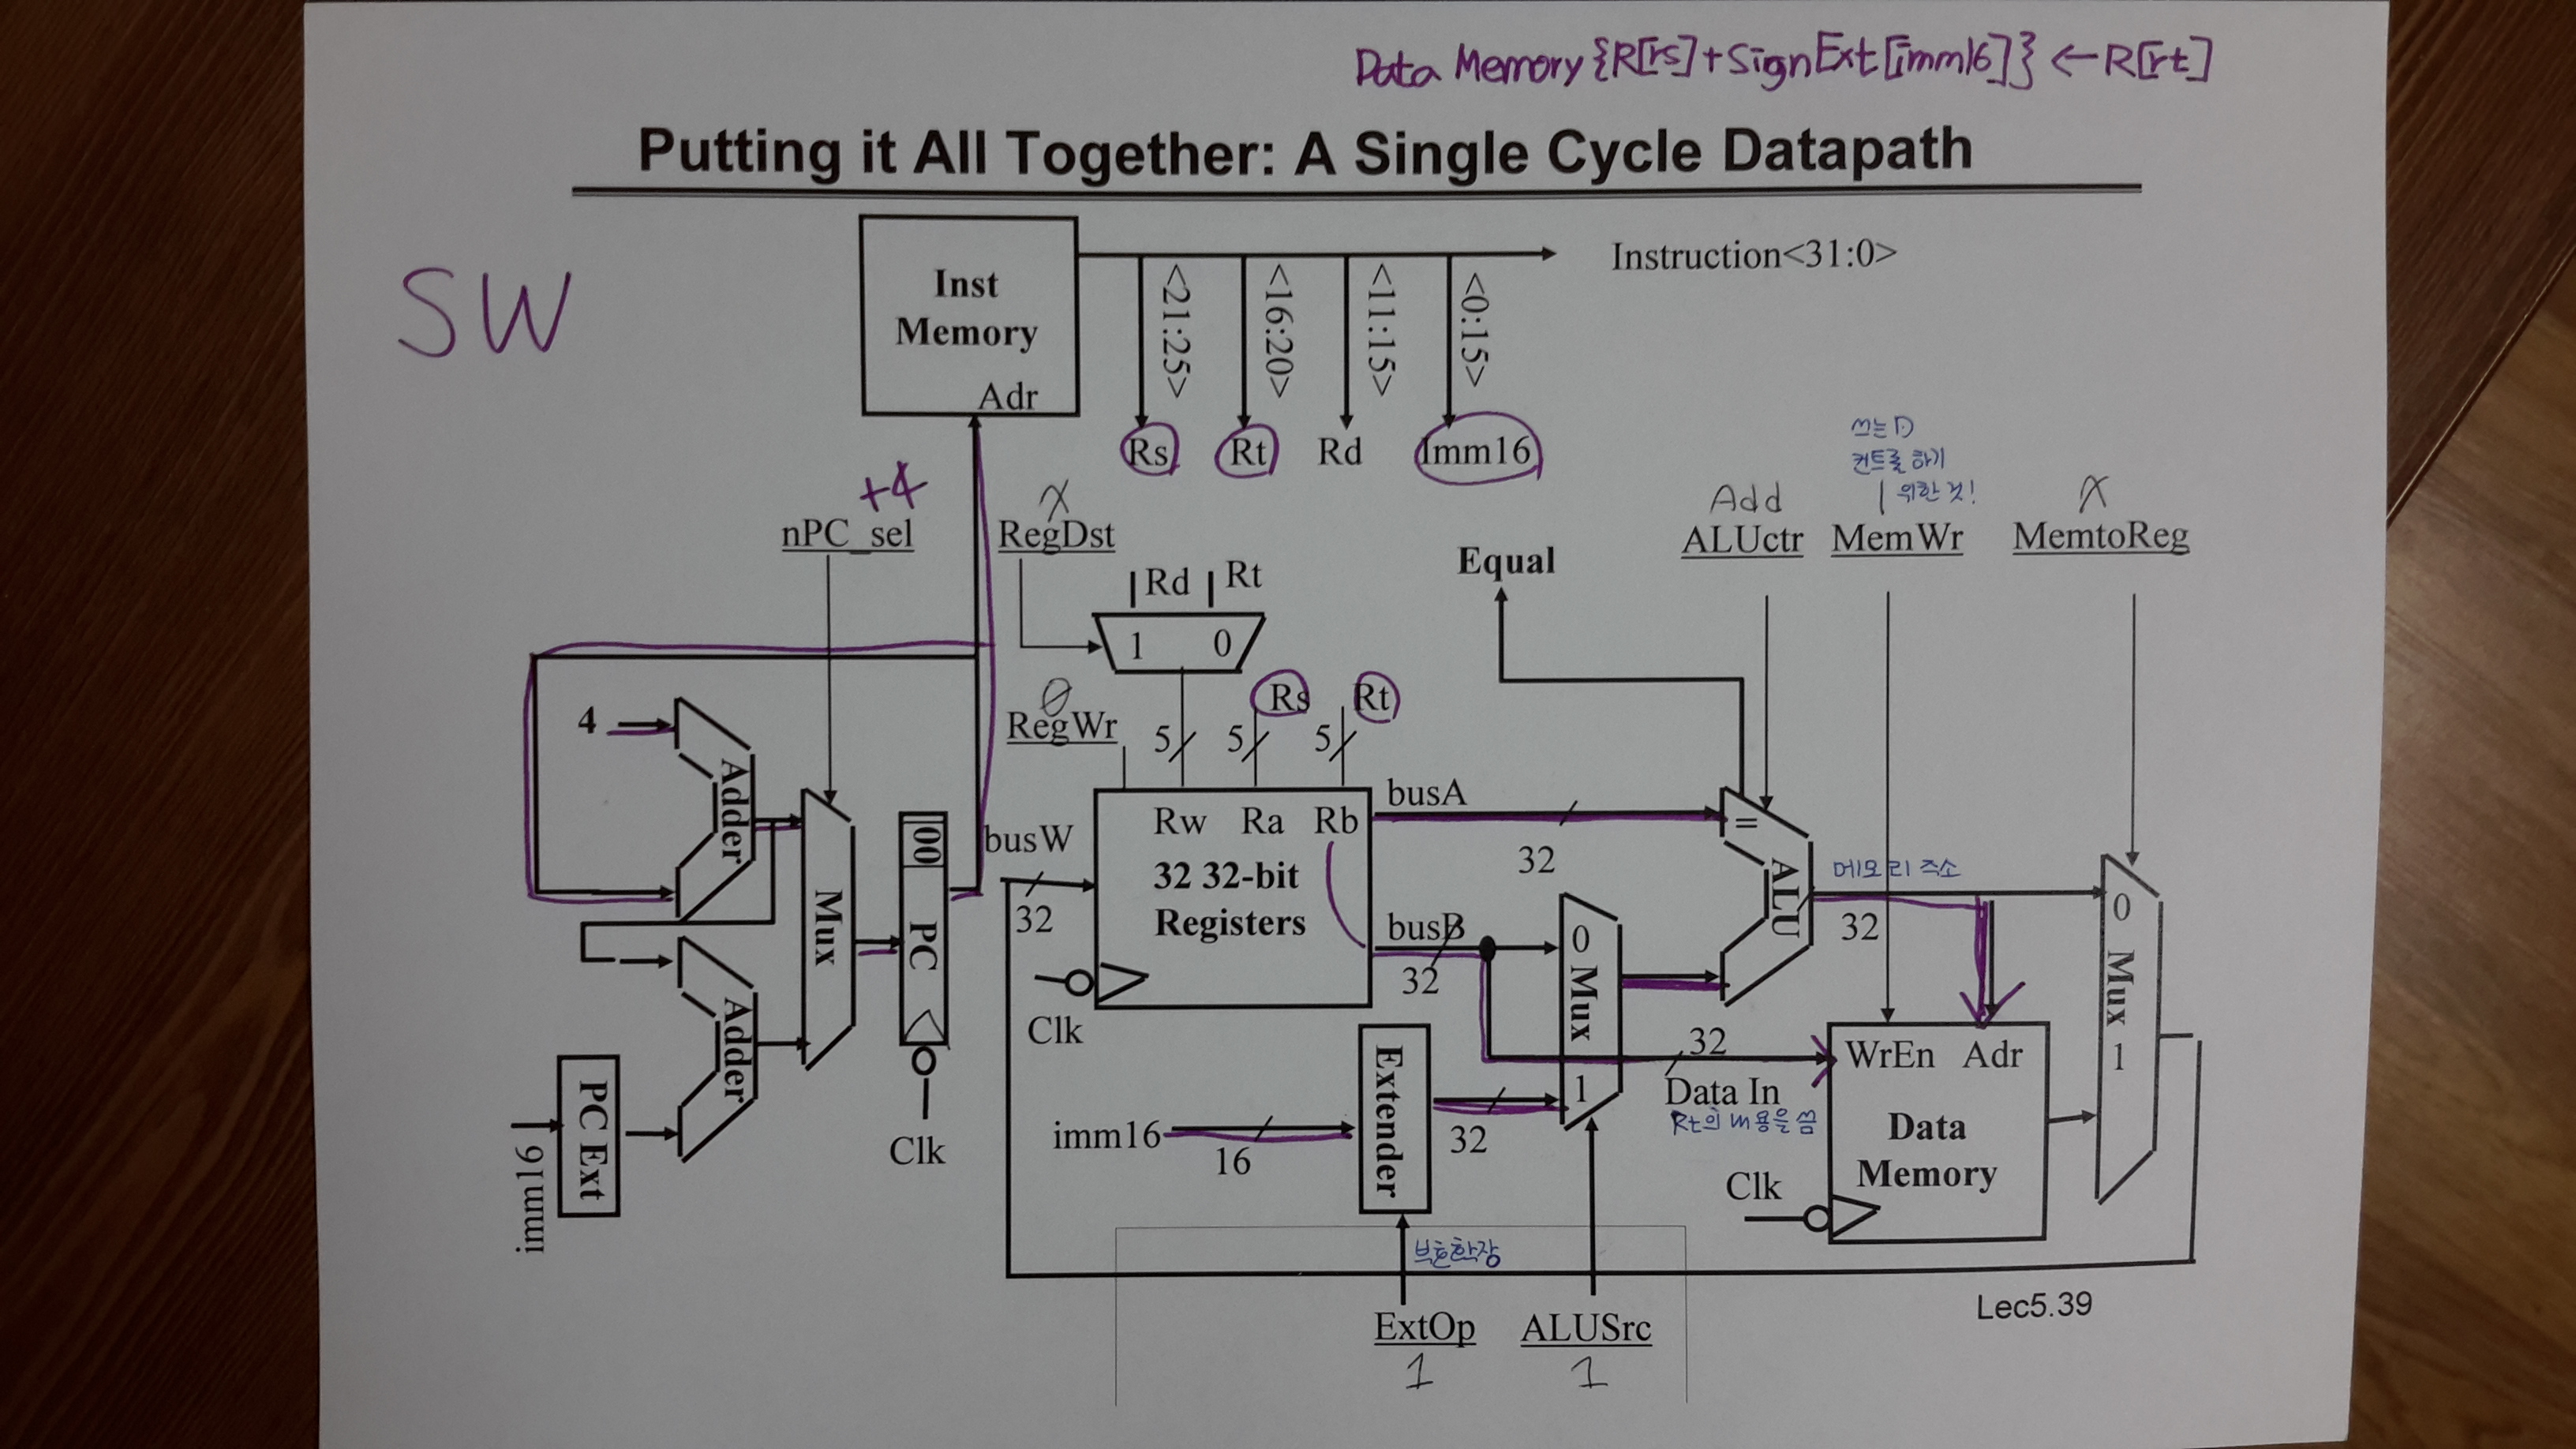 Data Memory {R[rs]+SignExt[imm16]} ← R[rt]
Putting it All Together: A Single Cycle Datapath
SW
Inst
Memory
Adr
Instruction<31:0>
<21:25>
<16:20>
<11:15>
<0:15>
Rs
Rt
Rd
Imm16
+4
nPC_sel
X
RegDst
Rd
Rt
1
0
Equal
Add
ALUctr
쓰는 D
컨트롤 하기
위한 것!
1
MemWr
X
MemtoReg
0
RegWr
5
5
5
Rs
Rt
4
Adder
Adder
Mux
00
PC
Clk
imm16
PC Ext
busW
32
Rw Ra Rb
32 32-bit
Registers
Clk
busA
32
busB
32
0
Mux
1
=
ALU
메모리 주소
32
imm16
16
Extender
32
32
Data In
Rt의 내용을 씀
WrEn Adr
Data
Memory
Clk
0
Mux
1
부호확장
ExtOp
1
ALUSrc
1
Lec5.39